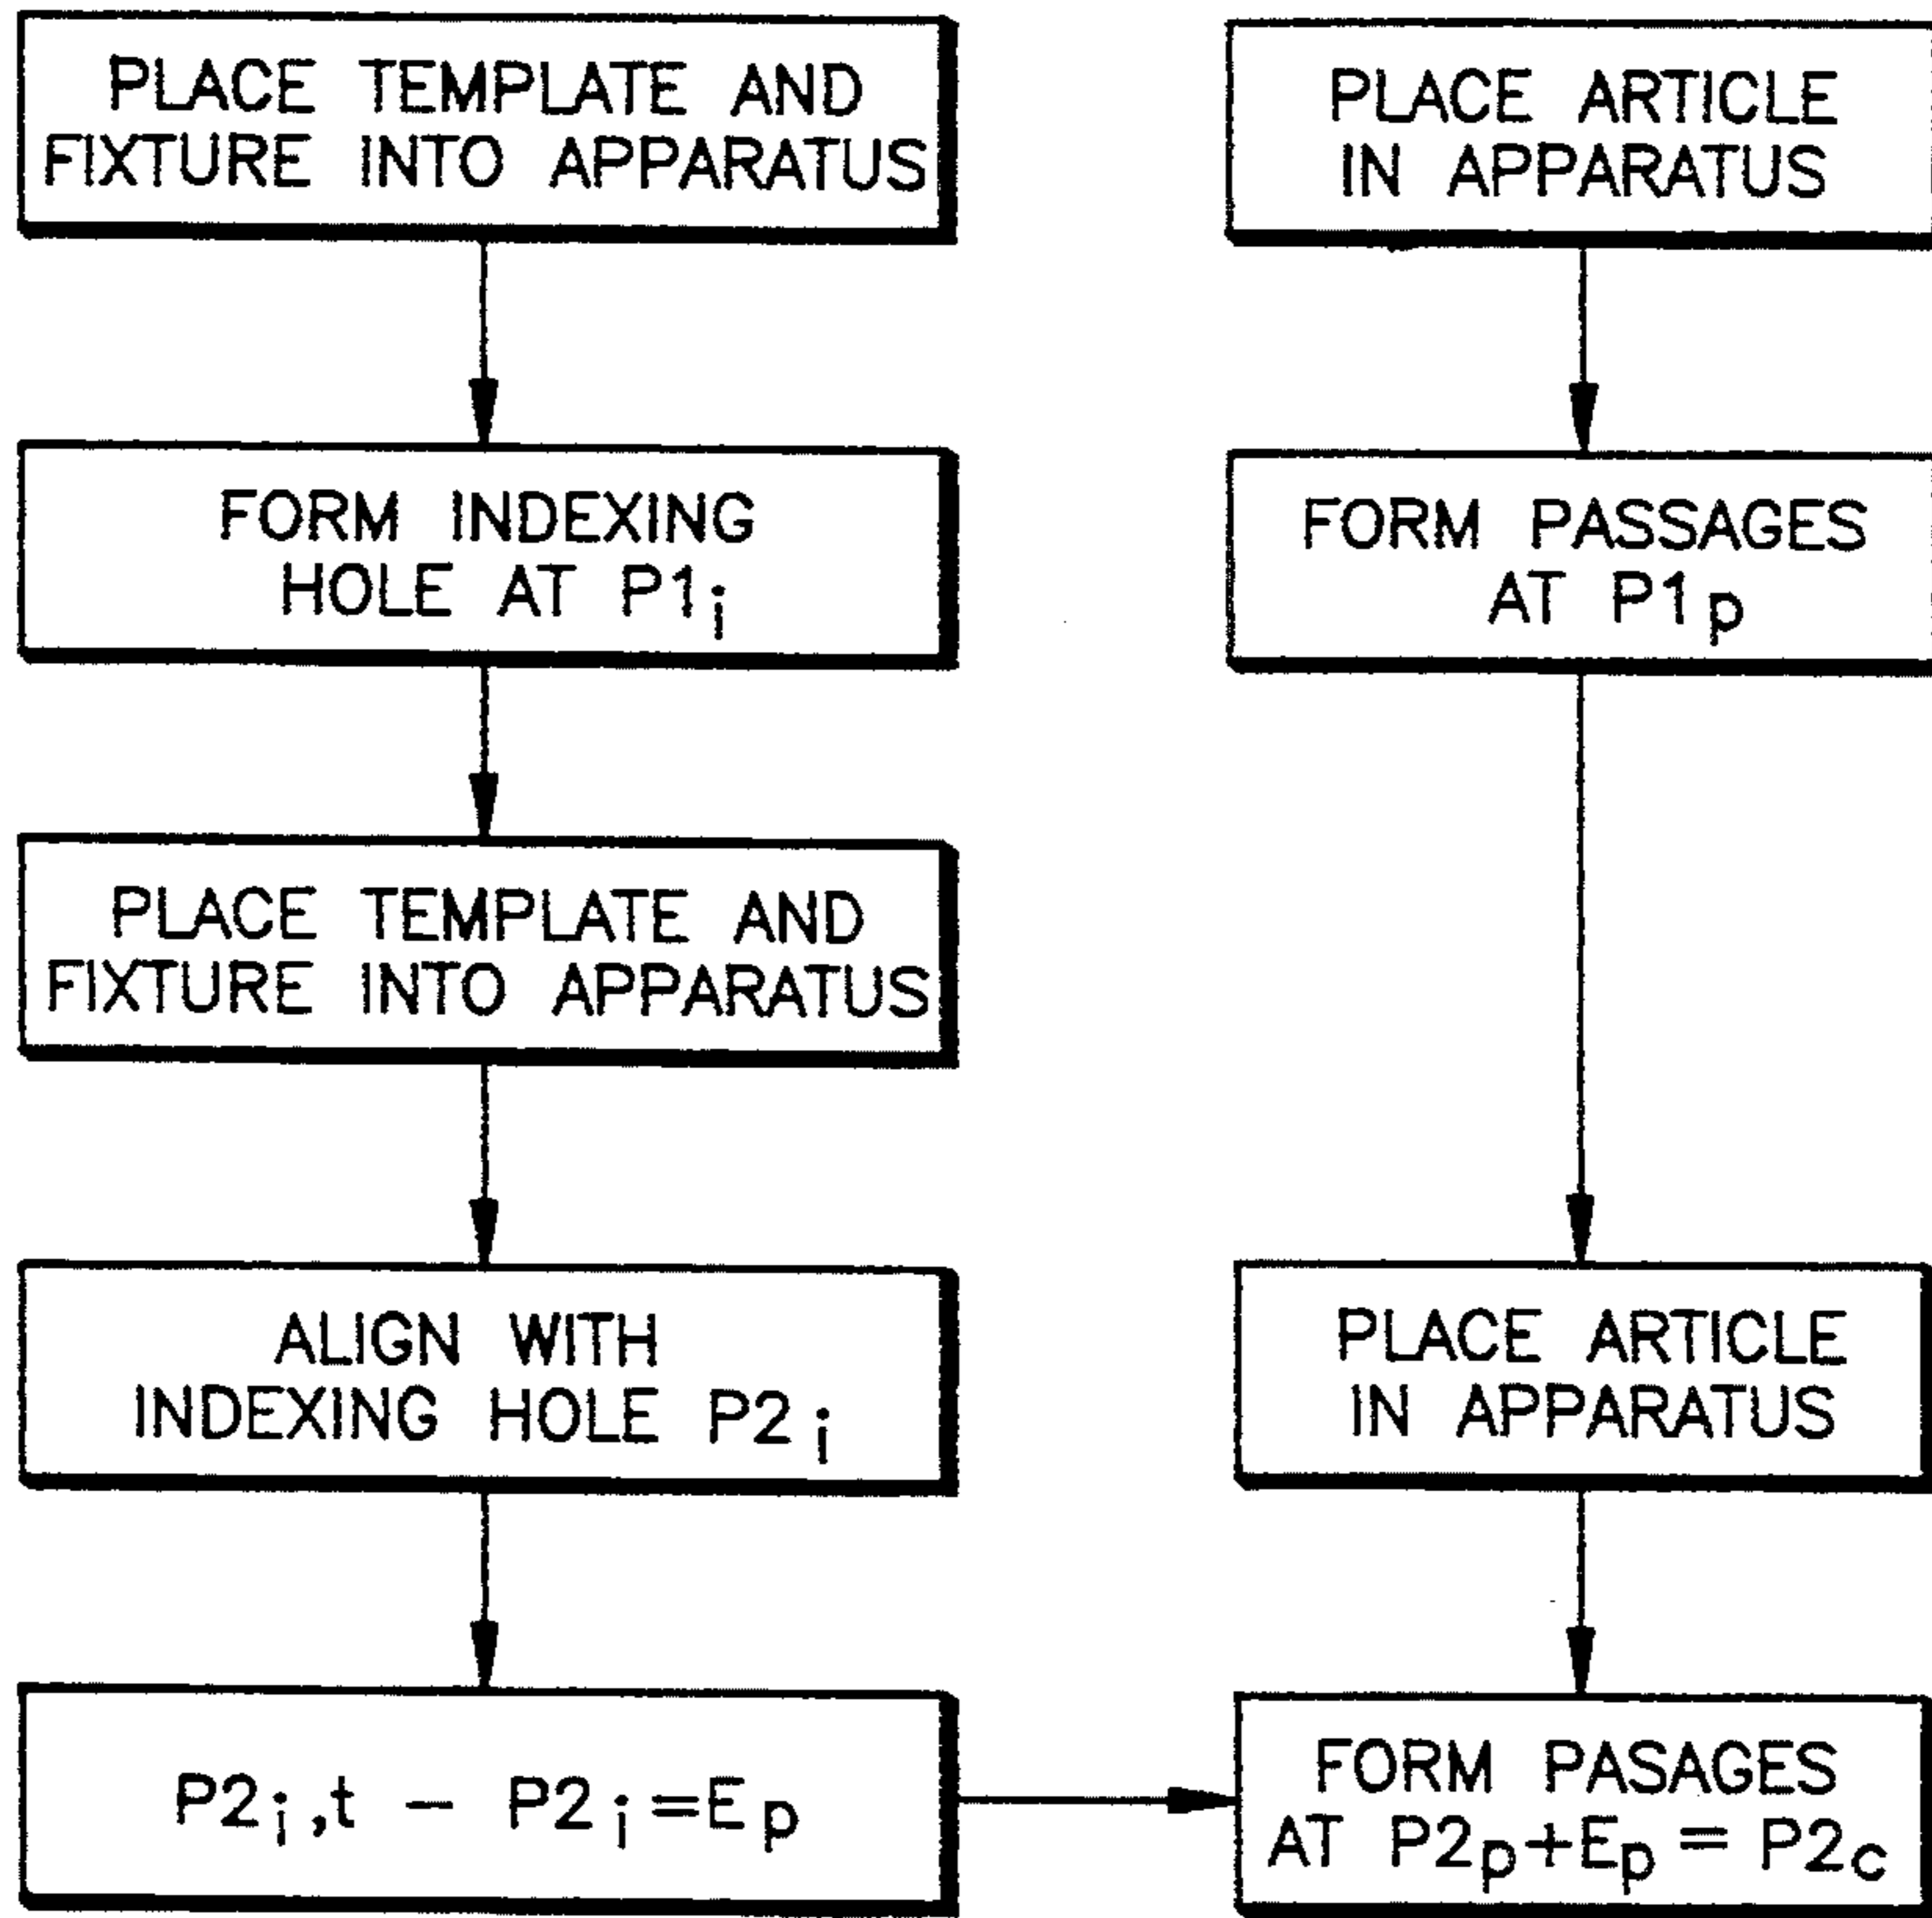 PLACE TEMPLATE AND
FIXTURE INTO APPARATUS
FORM INDEXING
HOLE AT P1i
PLACE TEMPLATE AND
FIXTURE INTO APPARATUS
ALIGN WITH
INDEXING HOLE P2i
P2i,t – P2i=Ep
PLACE ARTICLE
IN APPARATUS
FORM PASSAGES
AT P1p
PLACE ARTICLE
IN APPARATUS
FORM PASAGES
AT P2p+Ep = P2c